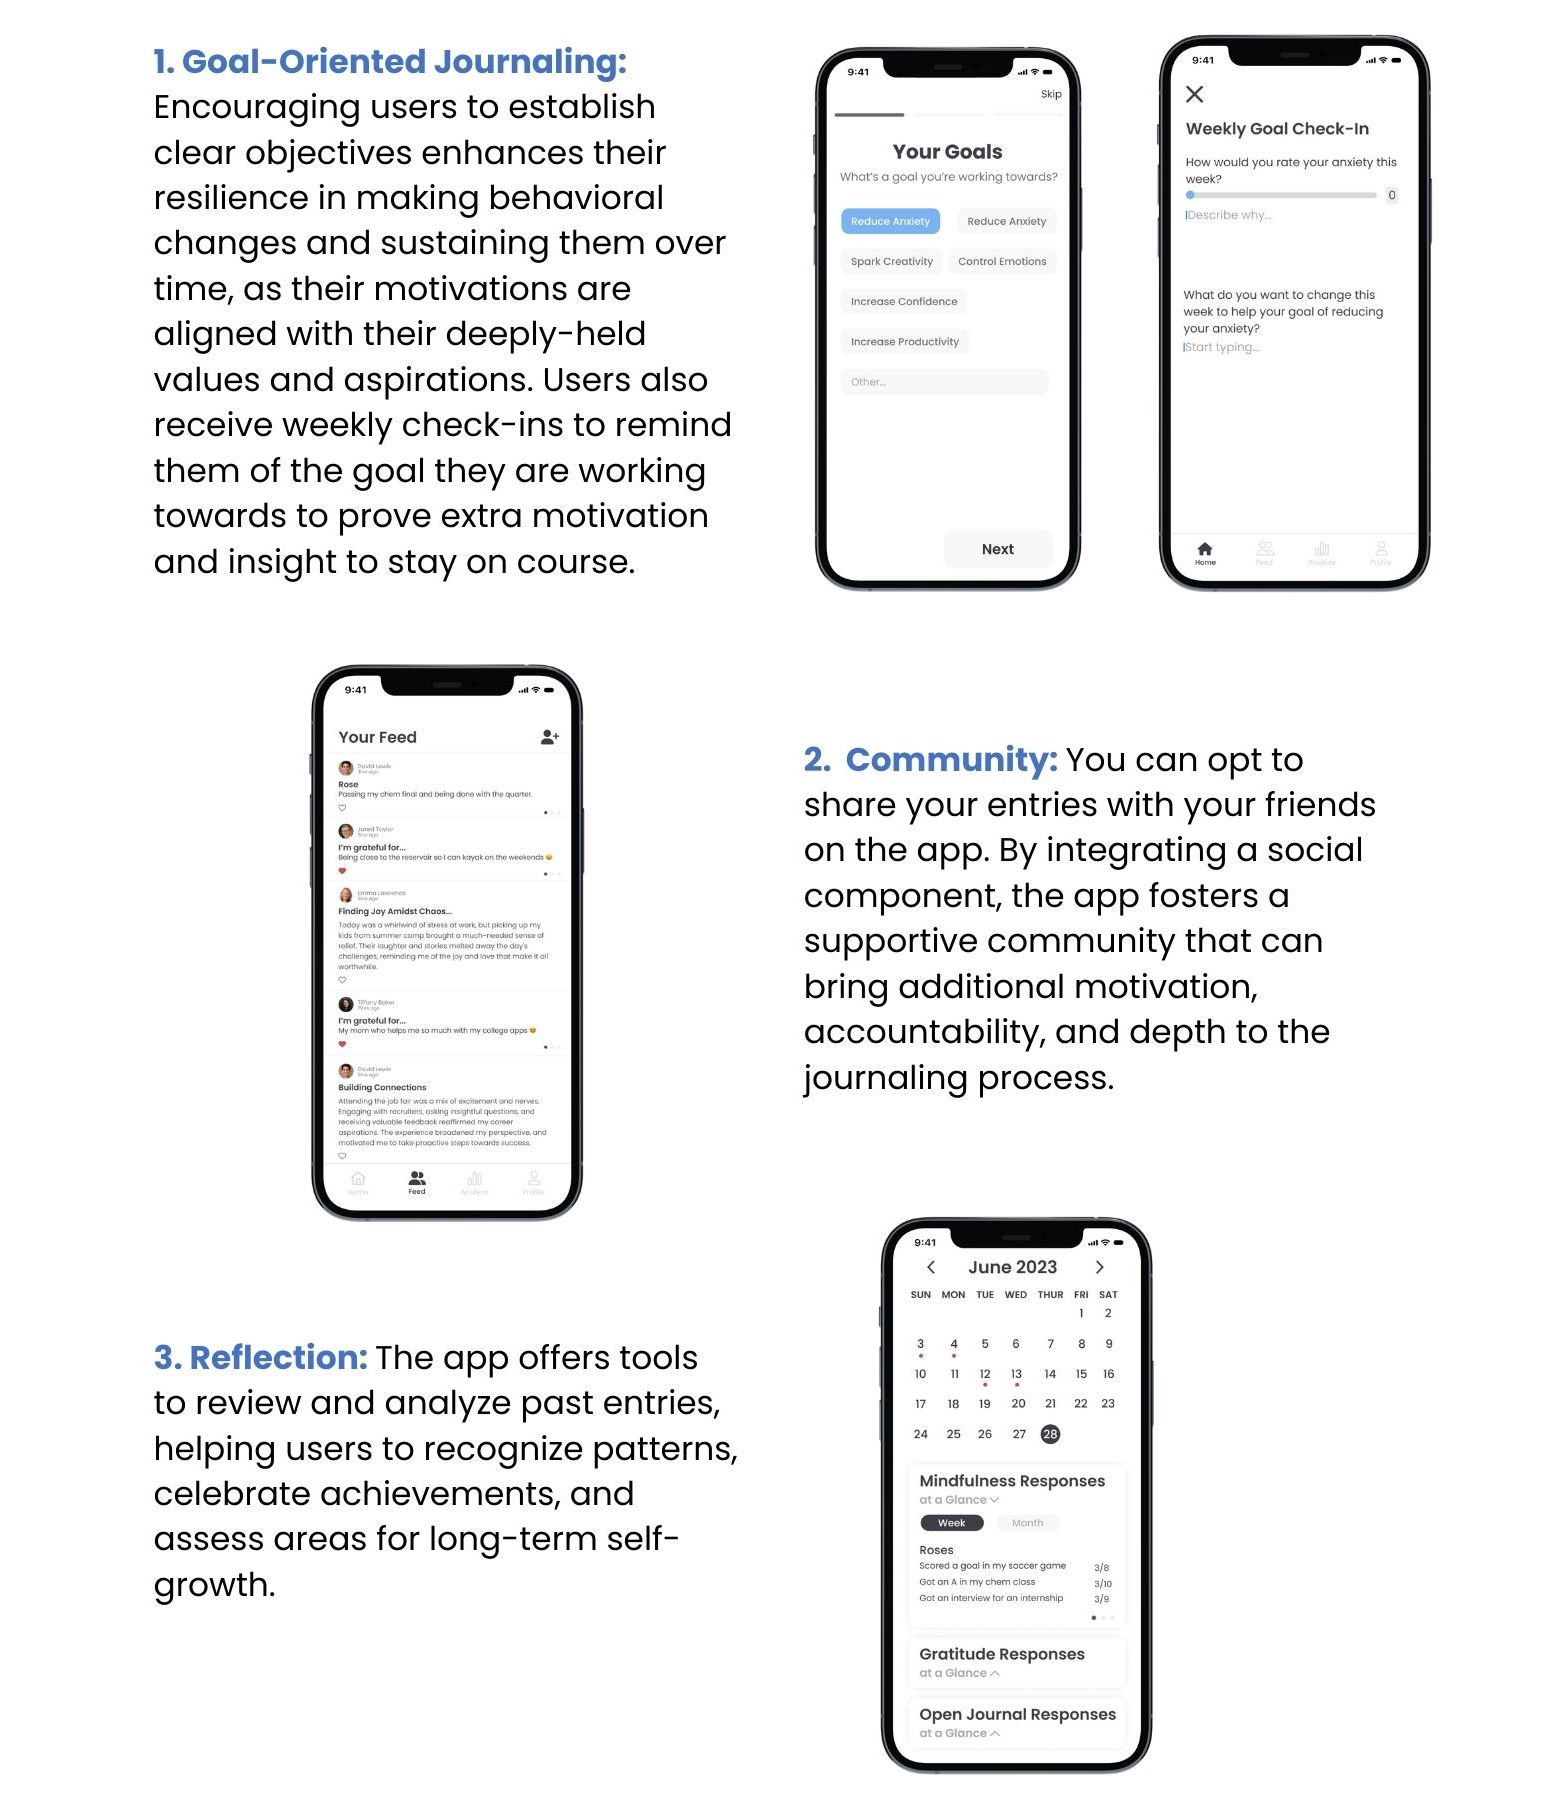 1. Goal-Oriented Journaling:
Encouraging users to establish
clear objectives enhances their
resilience in making behavioral
changes and sustaining them over
time, as their motivations are
aligned with their deeply-held
values and aspirations. Users also
receive weekly check-ins to remind
them of the goal they are working
towards to prove extra motivation
and insight to stay on course.
9:41
Skip
Your Goals
What's a goal you're working towards?
Reduce Anxiety
Reduce Anxiety
Spark Creativity
Control Emotions
Increase Confidence
Increase Productivity
Other...
Next
9:41
Weekly Goal Check-In
How would you rate your anxiety this
week?
0
Describe why...
What do you want to change this
week to help your goal of reducing
your anxiety?
Start typing...
Home Feed Analyze Profile
9:41
Your Feed
David Lewis
Rose
Passing my chem final and being done with the quarter.
Jared Taylor
I'm grateful for...
Being close to the reservoir so I can kayak on the weekends 😄
Emma Lawrence
Finding Joy Amidst Chaos...
Today was a whirlwind of stress at work, but picking up my
kids from summer camp brought a much-needed sense of
relief. Their laughter and stories melted away the day's
challenges, reminding me of the joy and love that make it all
worthwhile.
Tiffany Baker
I'm grateful for...
My mom who helps me so much with my college apps 😍
David Lewis
Building Connections
Attending the job fair was a mix of excitement and nerves.
Engaging with recruiters, asking insightful questions, and
receiving valuable feedback reaffirmed my career
aspirations. The experience broadened my perspective, and
motivated me to take proactive steps towards success.
Home Feed Analyze Profile
2. Community: You can opt to
share your entries with your friends
on the app. By integrating a social
component, the app fosters a
supportive community that can
bring additional motivation,
accountability, and depth to the
journaling process.
3. Reflection: The app offers tools
to review and analyze past entries,
helping users to recognize patterns,
celebrate achievements, and
assess areas for long-term self-
growth.
9:41
June 2023
SUN MON TUE WED THUR FRI SAT
1 2
3 4 5 6 7 8 9
10 11 12 13 14 15 16
17 18 19 20 21 22 23
24 25 26 27 28
Mindfulness Responses
at a Glance
Week Month
Roses
Scored a goal in my soccer game 3/8
Got an A in my chem class 3/10
Got an interview for an internship 3/9
Gratitude Responses
at a Glance
Open Journal Responses
at a Glance